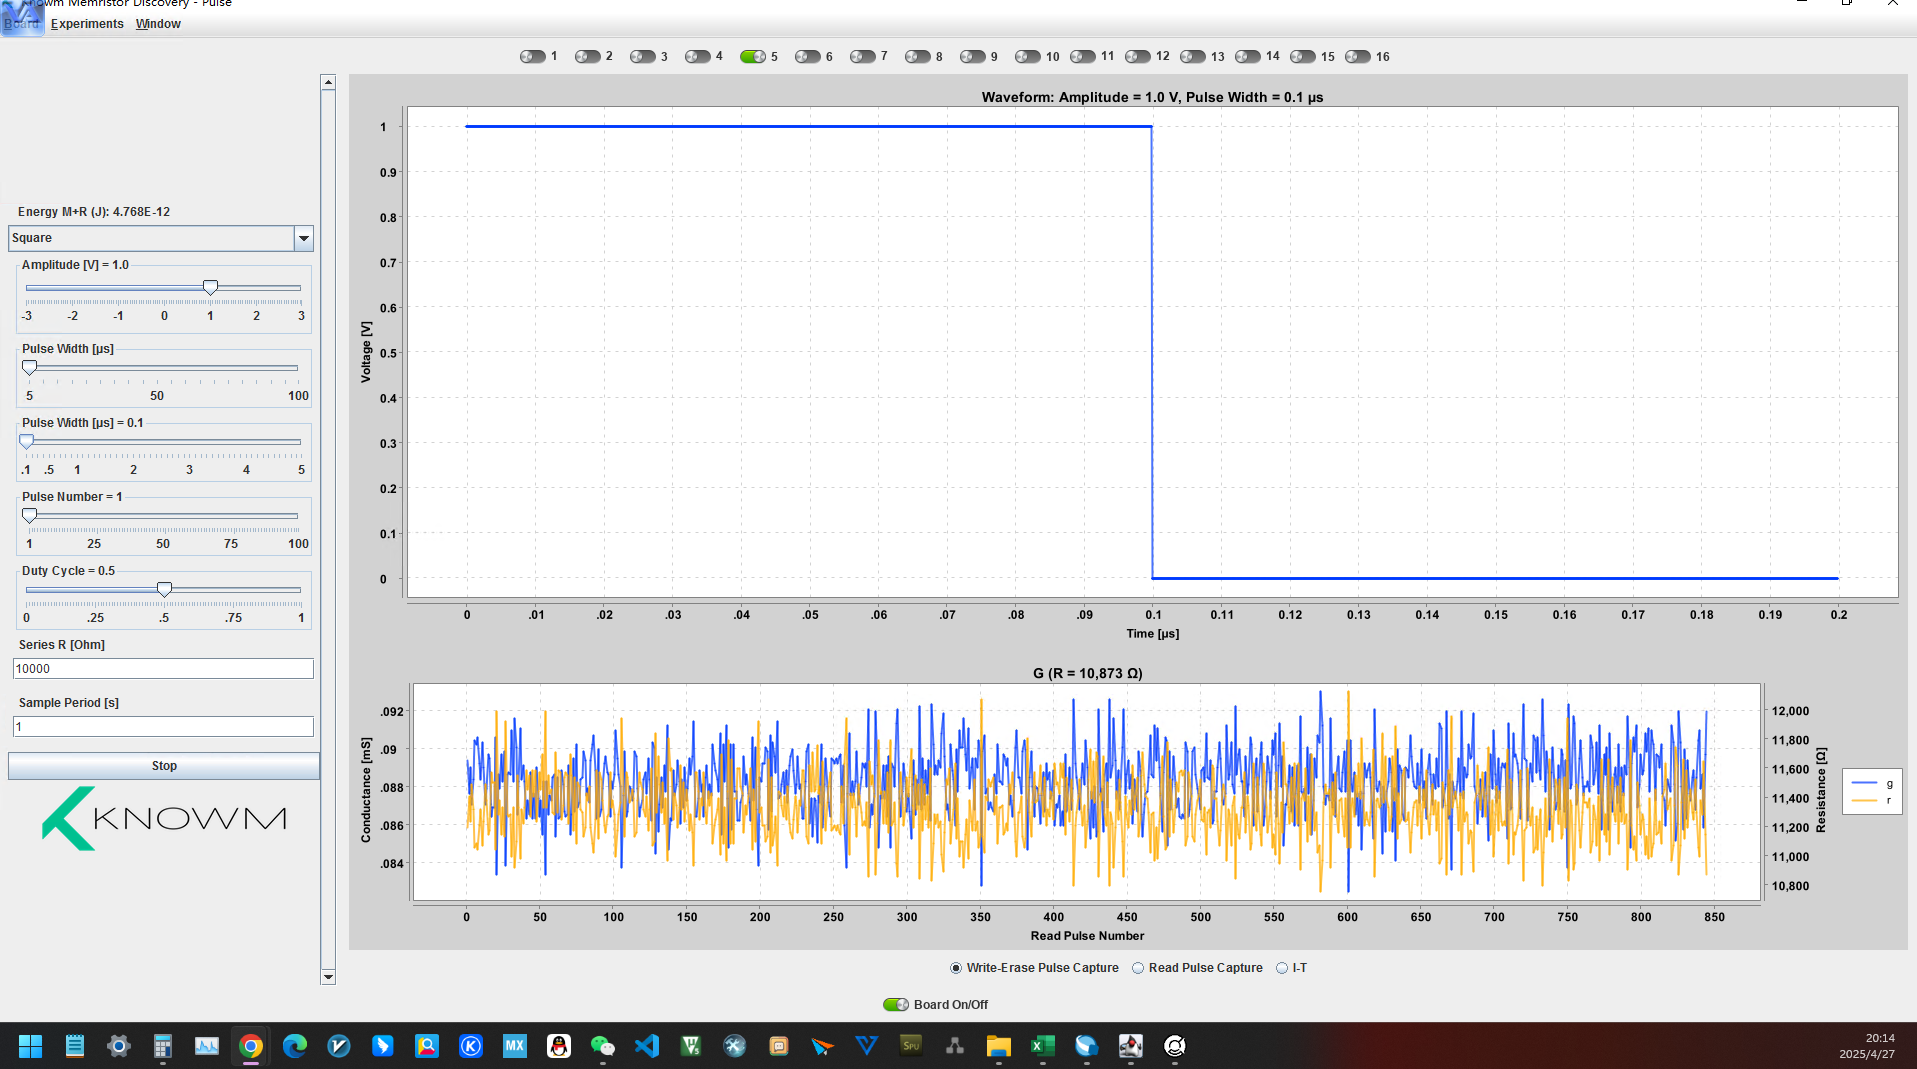 Knowm Memristor Discovery - Pulse
Board Experiments Window
1 2 3 4 5 6 7 8 9 10 11 12 13 14 15 16
Energy M+R (J): 4.768E-12
Square
Amplitude [V] = 1.0
-3 -2 -1 0 1 2 3
Pulse Width [µs]
5 50 100
Pulse Width [µs] = 0.1
.1 .5 1 2 3 4 5
Pulse Number = 1
1 25 50 75 100
Duty Cycle = 0.5
0 .25 .5 .75 1
Series R [Ohm]
10000
Sample Period [s]
1
Stop
KNOWM
Waveform: Amplitude = 1.0 V, Pulse Width = 0.1 µs
Voltage [V]
1
0.9
0.8
0.7
0.6
0.5
0.4
0.3
0.2
0.1
0
0 .01 .02 .03 .04 .05 .06 .07 .08 .09 0.1 0.11 0.12 0.13 0.14 0.15 0.16 0.17 0.18 0.19 0.2
Time [µs]
G (R = 10,873 Ω)
Conductance [mS]
.092
.09
.088
.086
.084
12,000
11,800
11,600
11,400
11,200
11,000
10,800
Resistance [Ω]
g
r
0 50 100 150 200 250 300 350 400 450 500 550 600 650 700 750 800 850
Read Pulse Number
Write-Erase Pulse Capture Read Pulse Capture I-T
Board On/Off
MX
SPU
20:14
2025/4/27